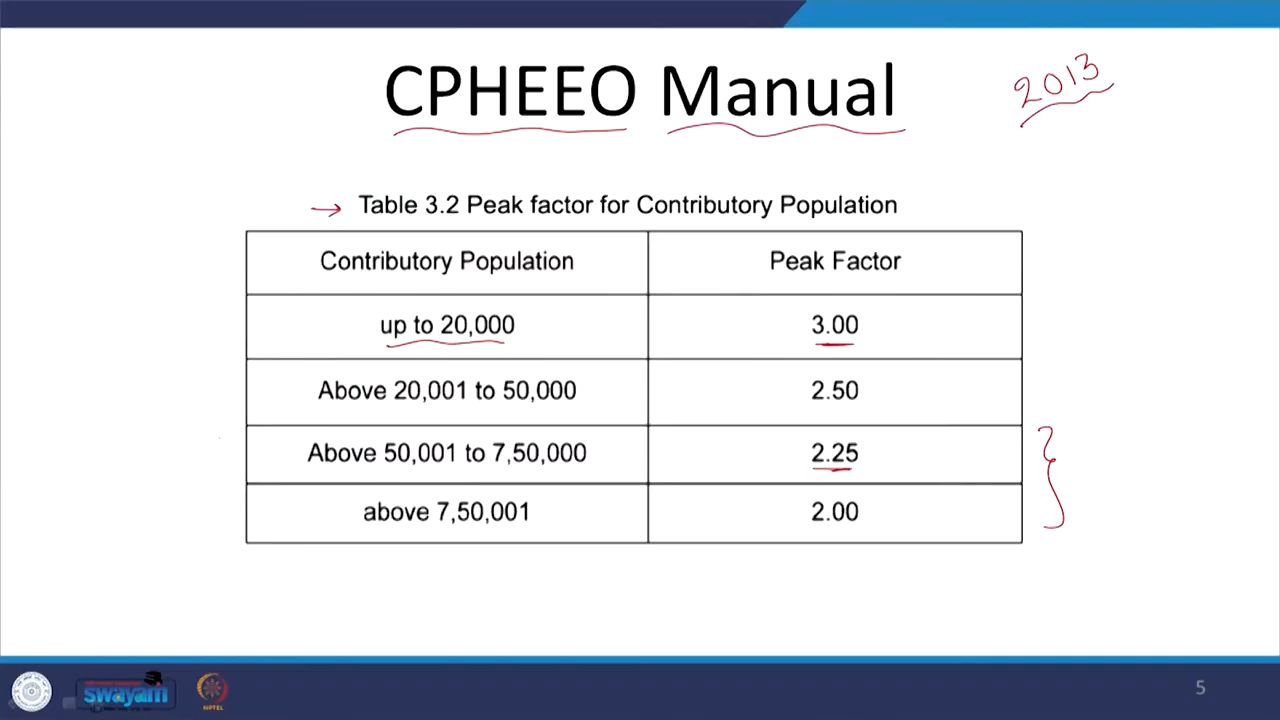 CPHEEO Manual
2013
→ Table 3.2 Peak factor for Contributory Population
Contributory Population Peak Factor
up to 20,000 3.00
Above 20,001 to 50,000 2.50
Above 50,001 to 7,50,000 2.25
above 7,50,001 2.00
swayam
NPTEL
5